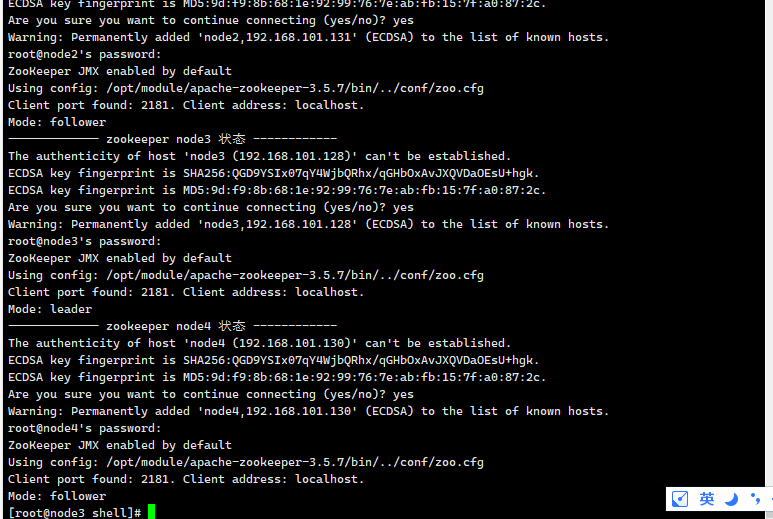 ECDSA key fingerprint is MD5:9d:f9:8b:68:1e:92:99:76:7e:ab:fb:15:7f:a0:87:2c.
Are you sure you want to continue connecting (yes/no)? yes
Warning: Permanently added 'node2,192.168.101.131' (ECDSA) to the list of known hosts.
root@node2's password:
ZooKeeper JMX enabled by default
Using config: /opt/module/apache-zookeeper-3.5.7/bin/../conf/zoo.cfg
Client port found: 2181. Client address: localhost.
Mode: follower
————————————— zookeeper node3 状态 ------------
The authenticity of host 'node3 (192.168.101.128)' can't be established.
ECDSA key fingerprint is SHA256:QGD9YSIx07qY4WjbQRhx/qGHbOxAvJXQVDaOEsU+hgk.
ECDSA key fingerprint is MD5:9d:f9:8b:68:1e:92:99:76:7e:ab:fb:15:7f:a0:87:2c.
Are you sure you want to continue connecting (yes/no)? yes
Warning: Permanently added 'node3,192.168.101.128' (ECDSA) to the list of known hosts.
root@node3's password:
ZooKeeper JMX enabled by default
Using config: /opt/module/apache-zookeeper-3.5.7/bin/../conf/zoo.cfg
Client port found: 2181. Client address: localhost.
Mode: leader
————————————— zookeeper node4 状态 ------------
The authenticity of host 'node4 (192.168.101.130)' can't be established.
ECDSA key fingerprint is SHA256:QGD9YSIx07qY4WjbQRhx/qGHbOxAvJXQVDaOEsU+hgk.
ECDSA key fingerprint is MD5:9d:f9:8b:68:1e:92:99:76:7e:ab:fb:15:7f:a0:87:2c.
Are you sure you want to continue connecting (yes/no)? yes
Warning: Permanently added 'node4,192.168.101.130' (ECDSA) to the list of known hosts.
root@node4's password:
ZooKeeper JMX enabled by default
Using config: /opt/module/apache-zookeeper-3.5.7/bin/../conf/zoo.cfg
Client port found: 2181. Client address: localhost.
Mode: follower
[root@node3 shell]#
英